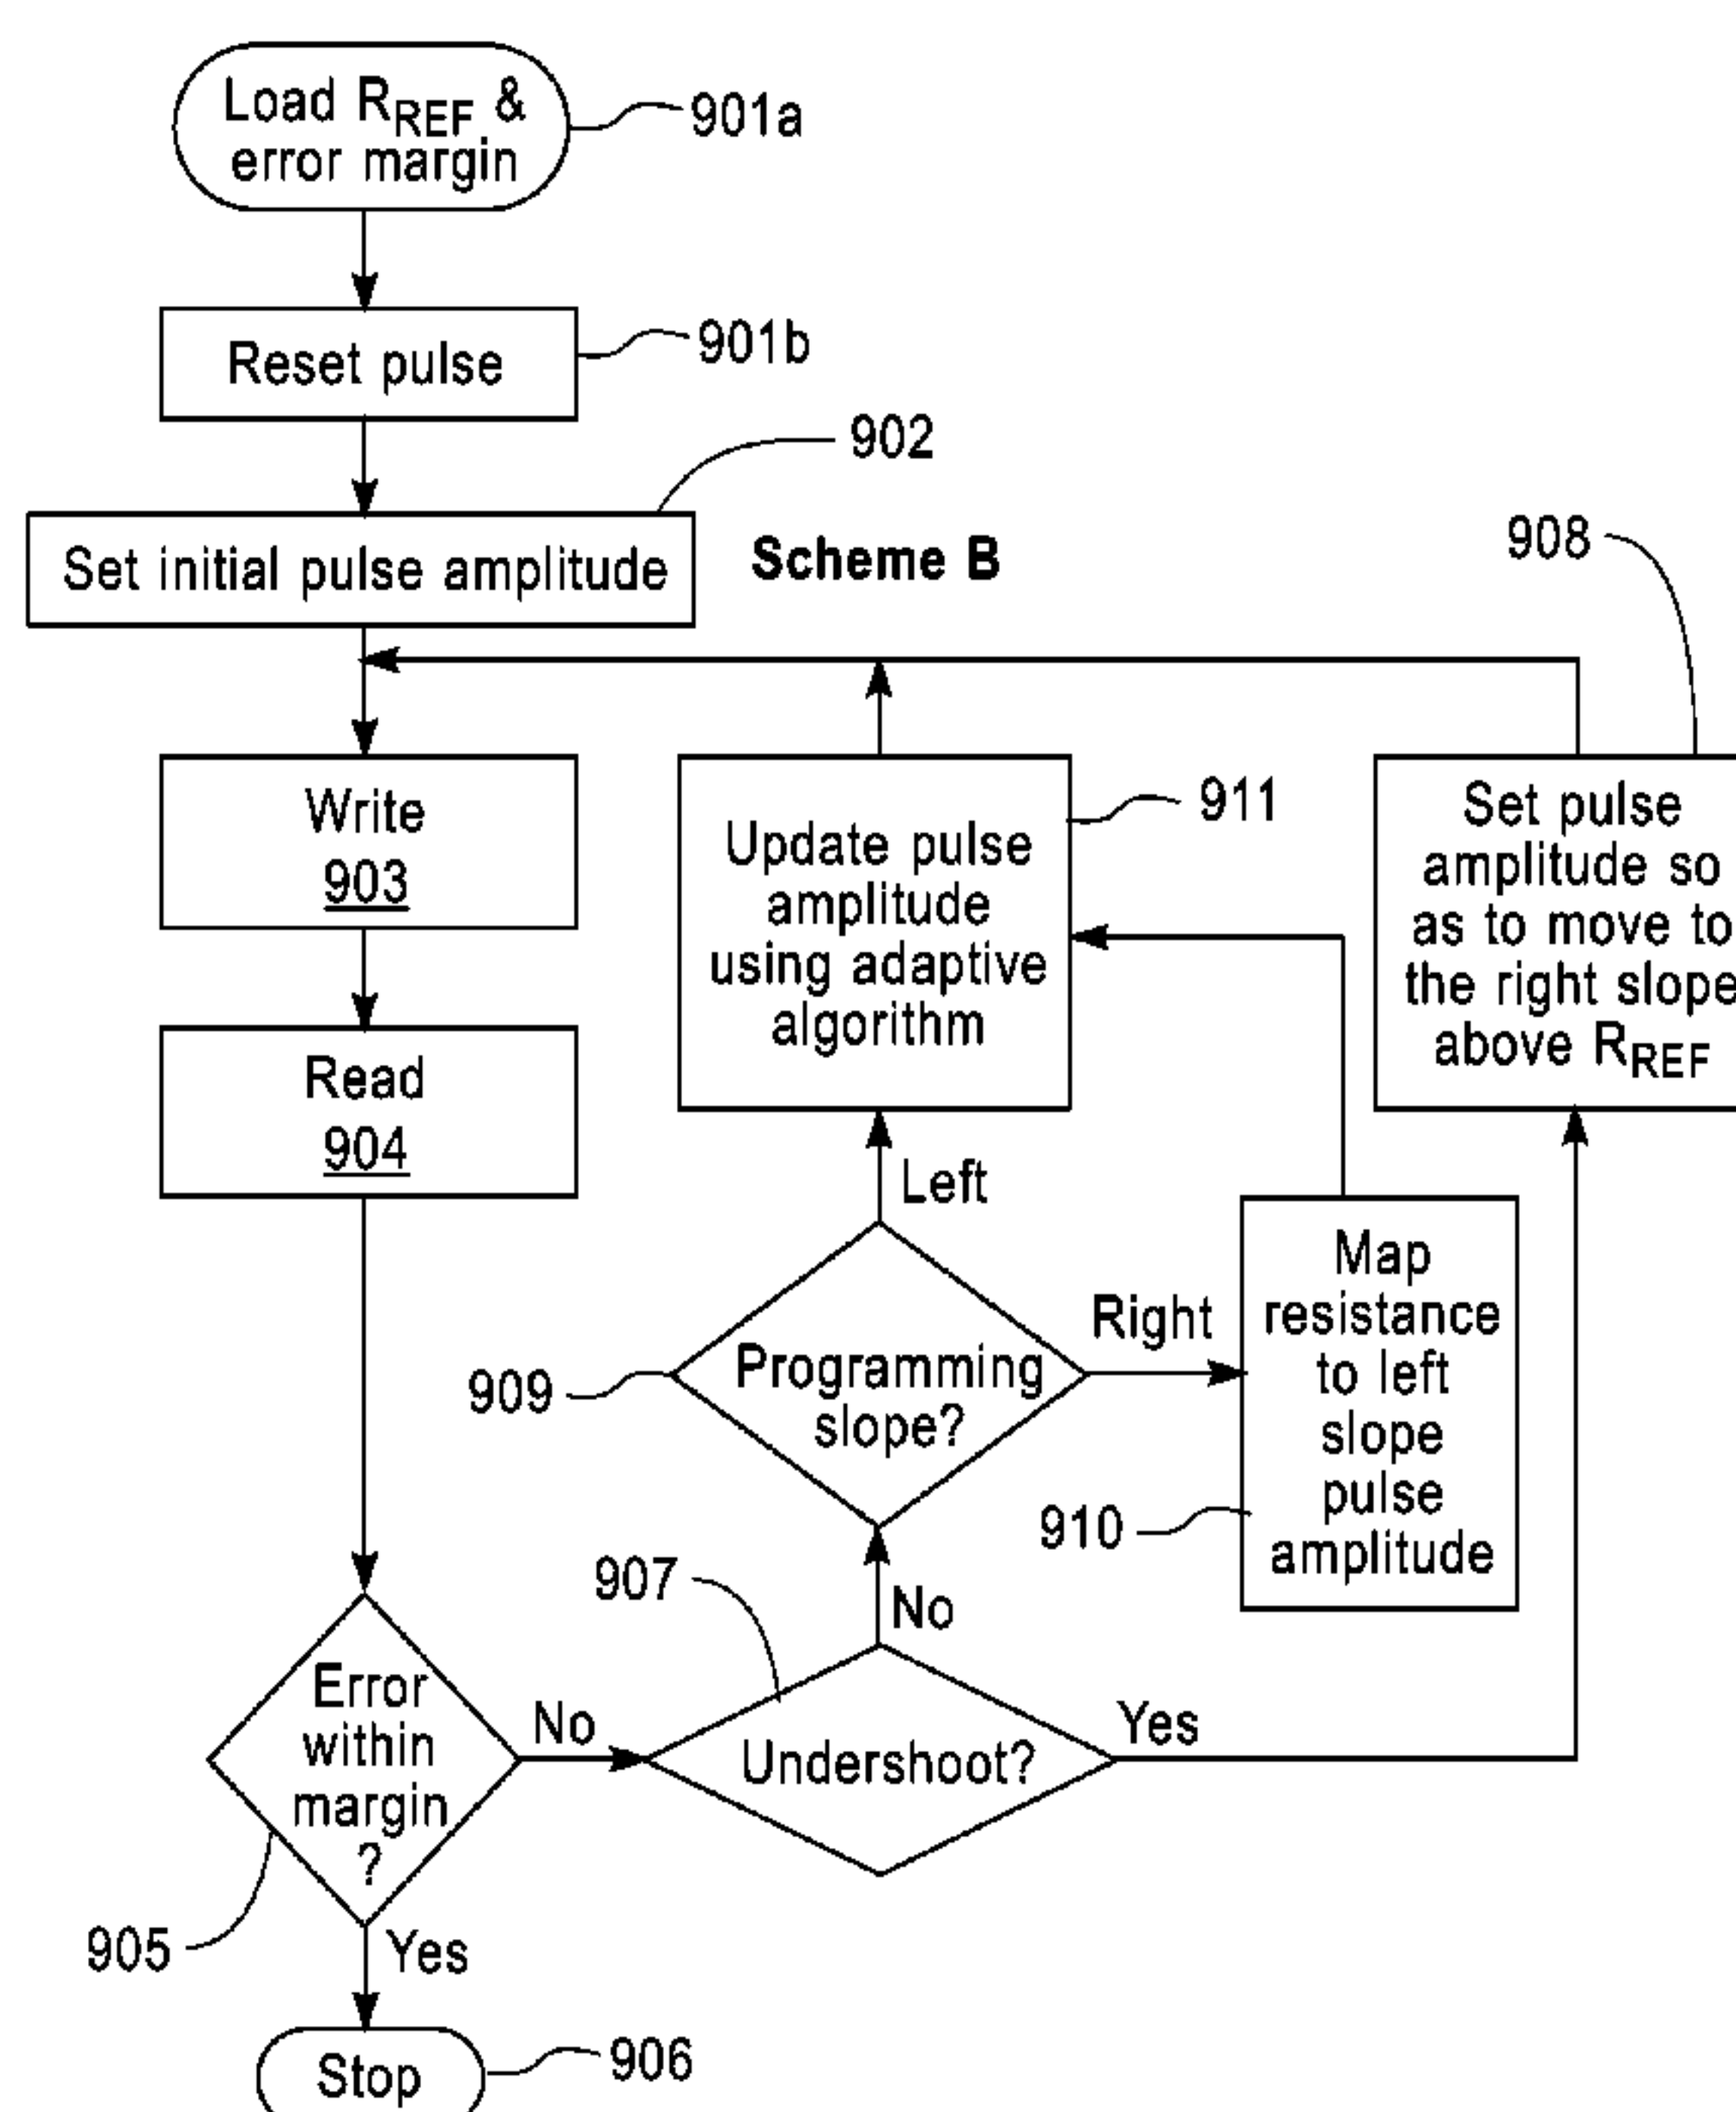 Load RREF &
error margin
901a
Reset pulse
901b
902
Set initial pulse amplitude
Scheme B
908
Write
903
Update pulse
amplitude
using adaptive
algorithm
911
Set pulse
amplitude so
as to move to
the right slope
above RREF
Read
904
Left
Programming
slope?
909
Right
Map
resistance
to left
slope
pulse
amplitude
910
907
No
Error
within
margin
?
905
No
Undershoot?
Yes
Yes
Stop
906